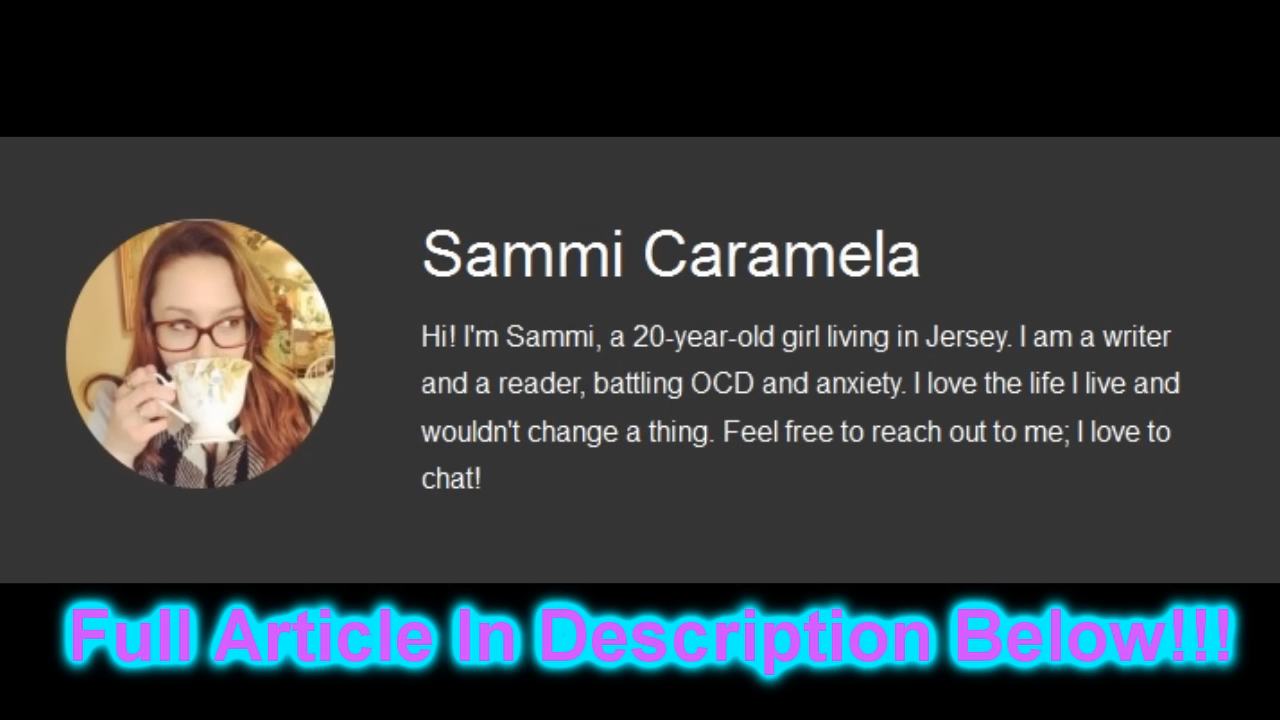 Sammi Caramela
Hi! I'm Sammi, a 20-year-old girl living in Jersey. I am a writer
and a reader, battling OCD and anxiety. I love the life I live and
wouldn't change a thing. Feel free to reach out to me; I love to
chat!
Full Article In Description Below!!!